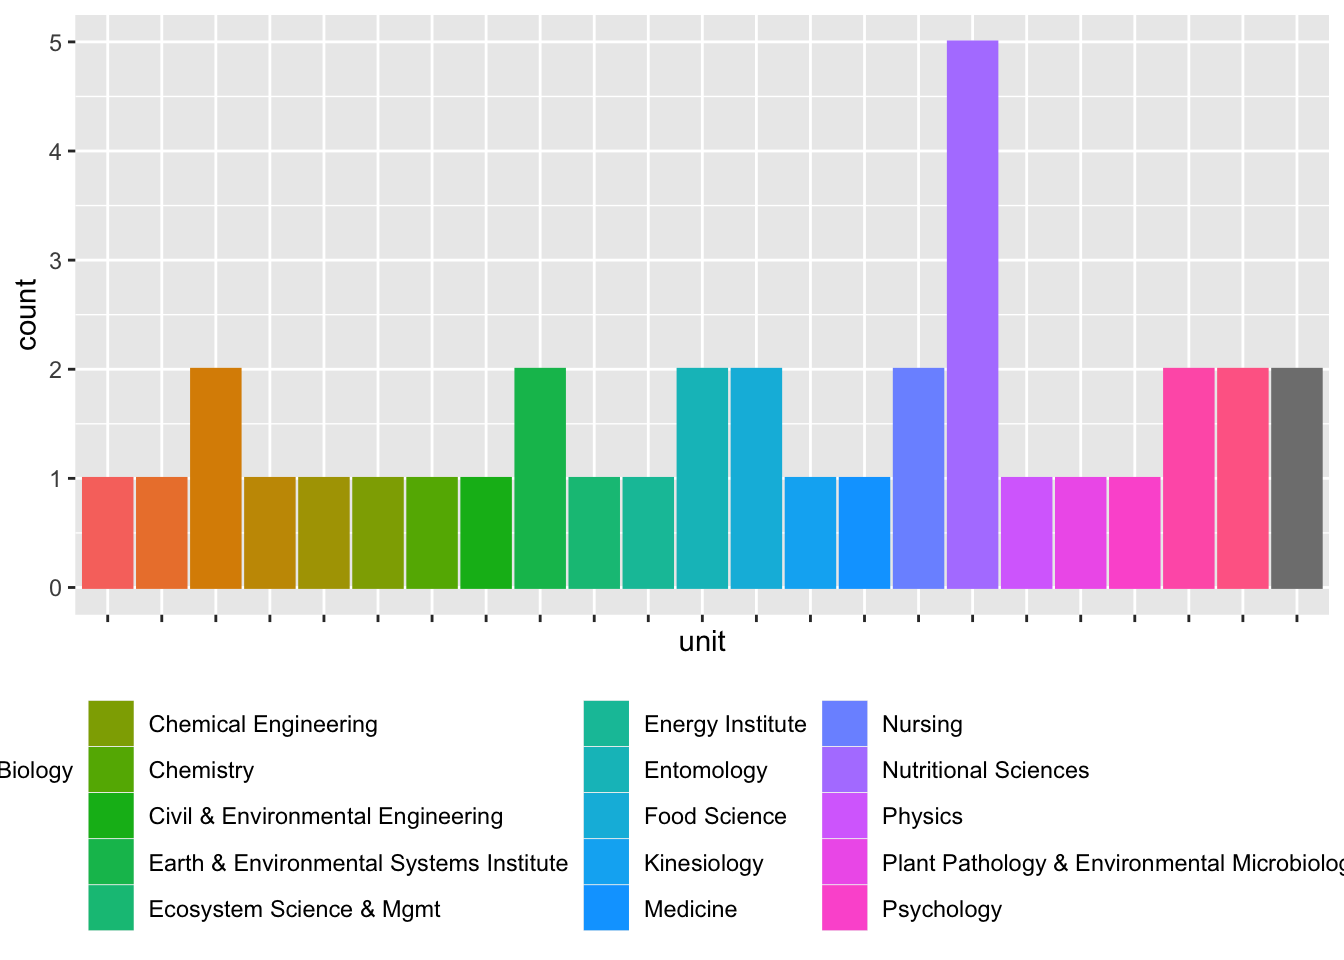 5
4
3
2
1
0
count
unit
Chemical Engineering
Energy Institute
Nursing
Biology
Chemistry
Entomology
Nutritional Sciences
Civil & Environmental Engineering
Food Science
Physics
Earth & Environmental Systems Institute
Kinesiology
Plant Pathology & Environmental Microbiolog
Ecosystem Science & Mgmt
Medicine
Psychology